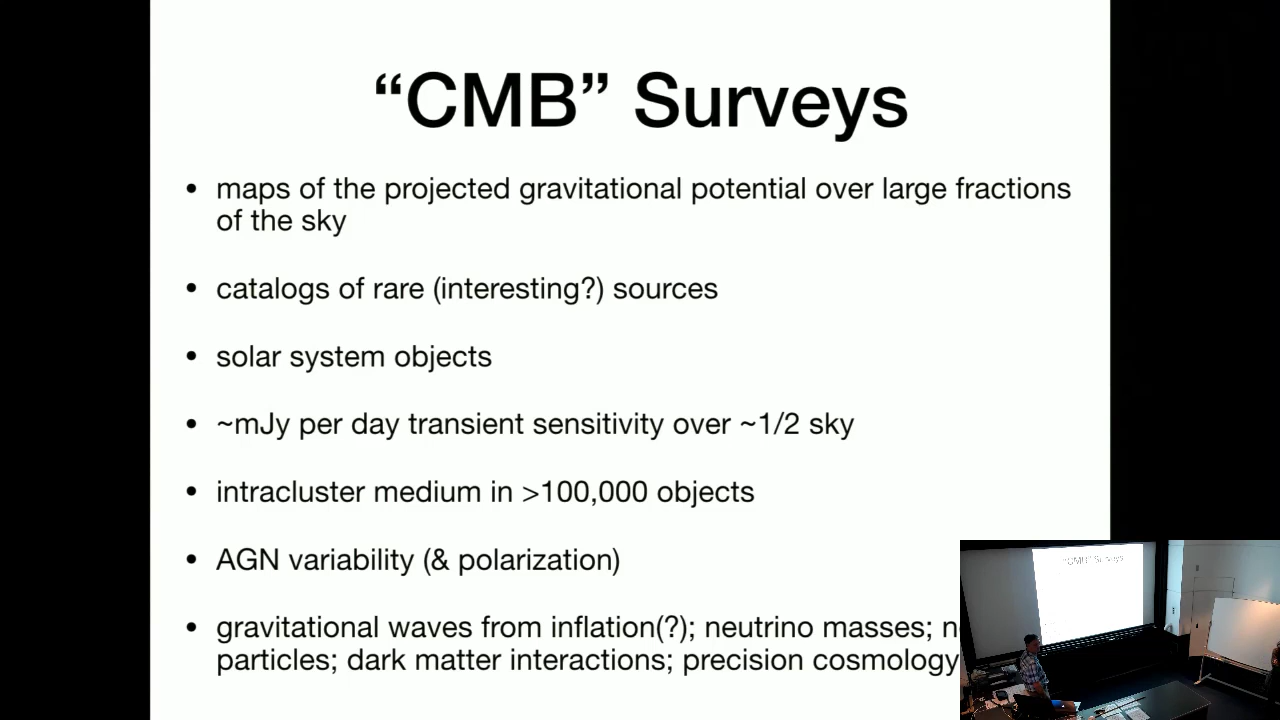 “CMB” Surveys
• maps of the projected gravitational potential over large fractions
of the sky
• catalogs of rare (interesting?) sources
• solar system objects
• ~mJy per day transient sensitivity over ~1/2 sky
• intracluster medium in >100,000 objects
• AGN variability (& polarization)
• gravitational waves from inflation(?); neutrino masses;
particles; dark matter interactions; precision cosmology
“CMB” Surveys